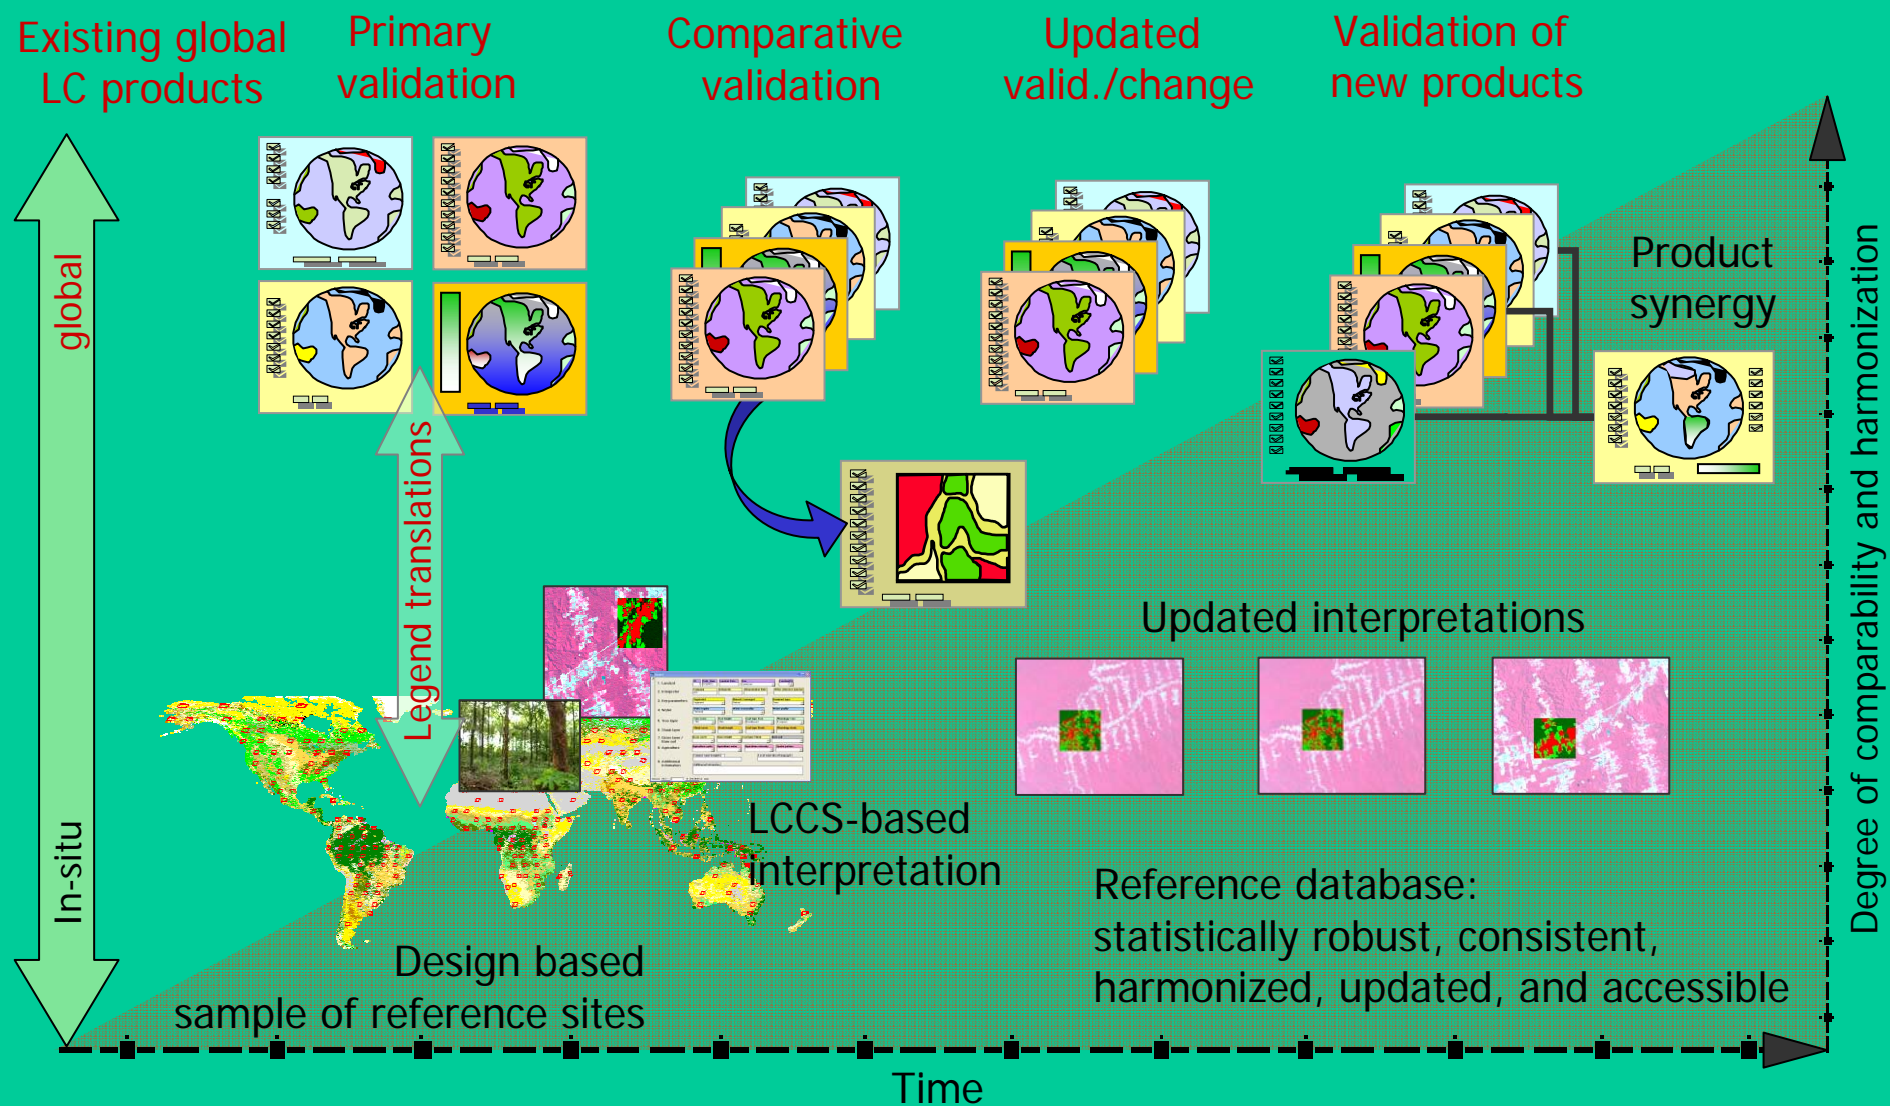 Existing global
LC products
Primary
validation
Comparative
validation
Updated
valid./change
Validation of
new products
global
In-situ
Legend translations
Product
synergy
Degree of comparability and harmonization
Updated interpretations
LCCS-based
interpretation
Reference database:
statistically robust, consistent,
harmonized, updated, and accessible
Design based
sample of reference sites
Time